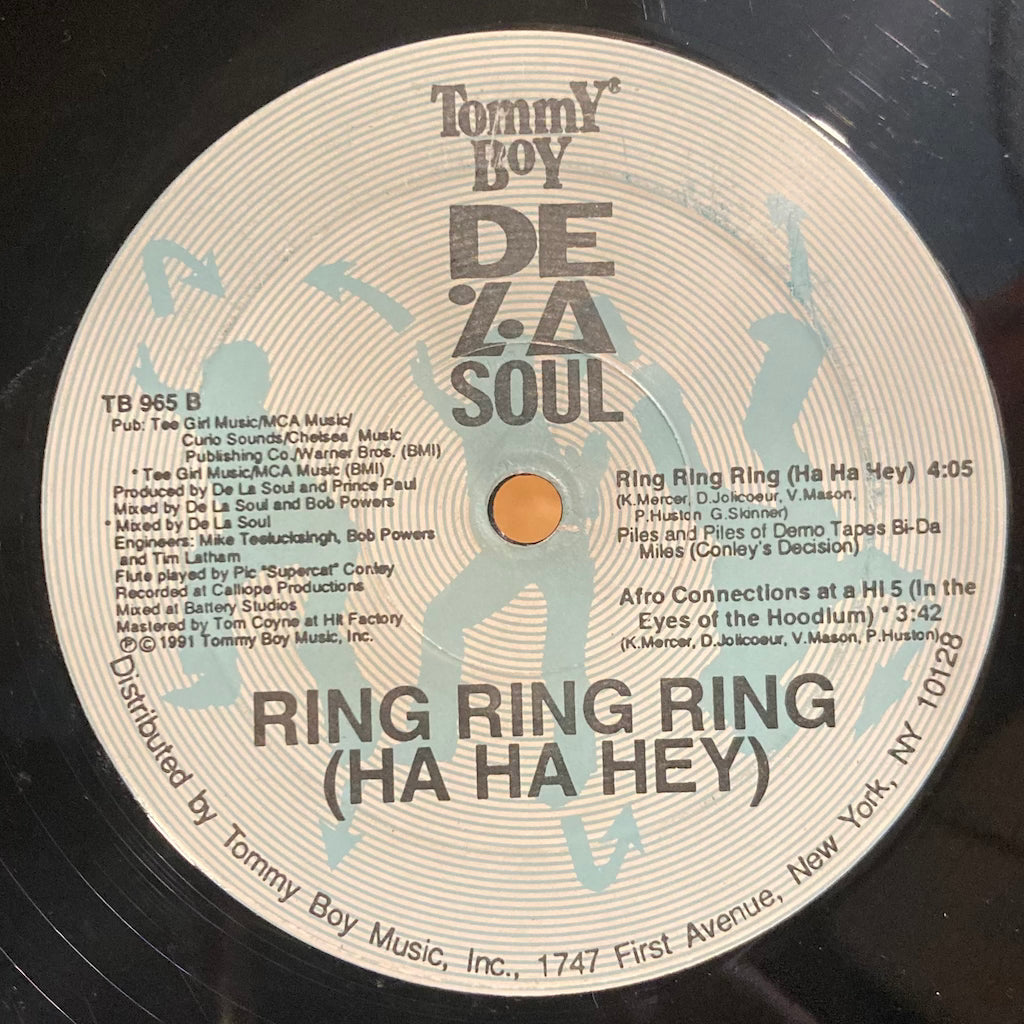 TommY® BOY
DE
LA
SOUL
TB 965 B
Pub: Tee Girl Music/MCA Music/
Curio Sounds/Chelsea Music
Publishing Co./Warner Bros. (BMI)
* Tee Girl Music/MCA Music (BMI)
Produced by De La Soul and Prince Paul
Mixed by De La Soul and Bob Powers
* Mixed by De La Soul
Engineers: Mike Teelucksingh, Bob Powers
and Tim Latham
Flute played by Pic "Supercat" Conley
Recorded at Calliope Productions
Mixed at Battery Studios
Mastered by Tom Coyne at Hit Factory
℗ © 1991 Tommy Boy Music, Inc.
Ring Ring Ring (Ha Ha Hey) 4:05
(K.Mercer, D.Jolicoeur, V.Mason,
P.Huston G.Skinner)
Piles and Piles of Demo Tapes Bi-Da
Miles (Conley's Decision)
Afro Connections at a HI 5 (In the
Eyes of the Hoodlum) * 3:42
(K.Mercer, D.Jolicoeur, V.Mason, P.Huston)
RING RING RING
(HA HA HEY)
Distributed by Tommy Boy Music, Inc., 1747 First Avenue, New York, NY 10128